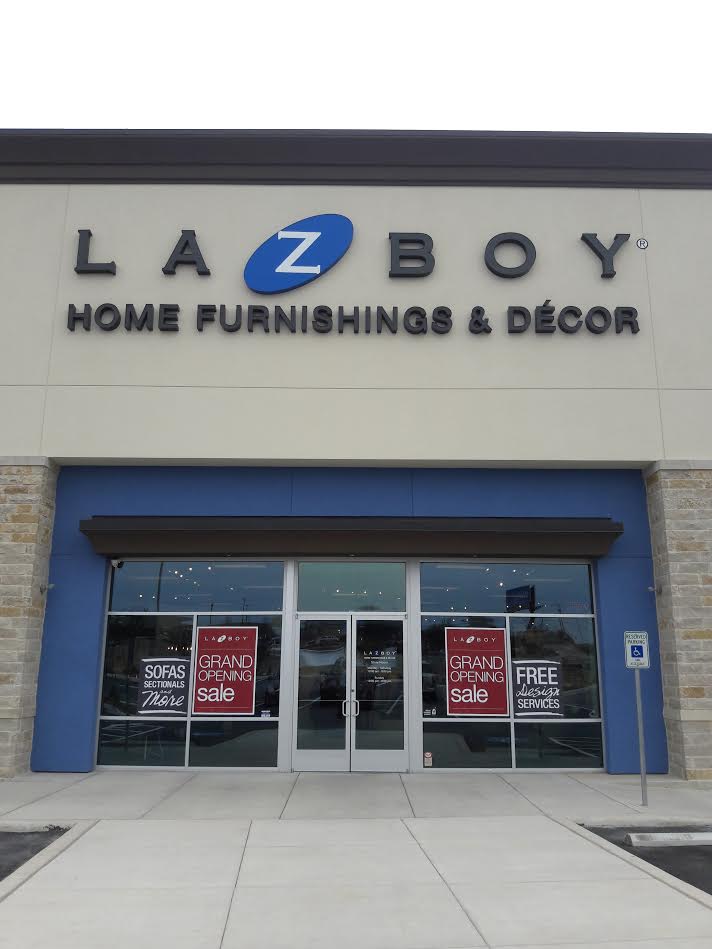 LAZBOY®
HOME FURNISHINGS & DÉCOR
SOFAS
SECTIONALS
and
More
LAZBOY
GRAND
OPENING
sale
LAZBOY
LAZBOY
GRAND
OPENING
sale
FREE
design
SERVICES
RESERVED
PARKING